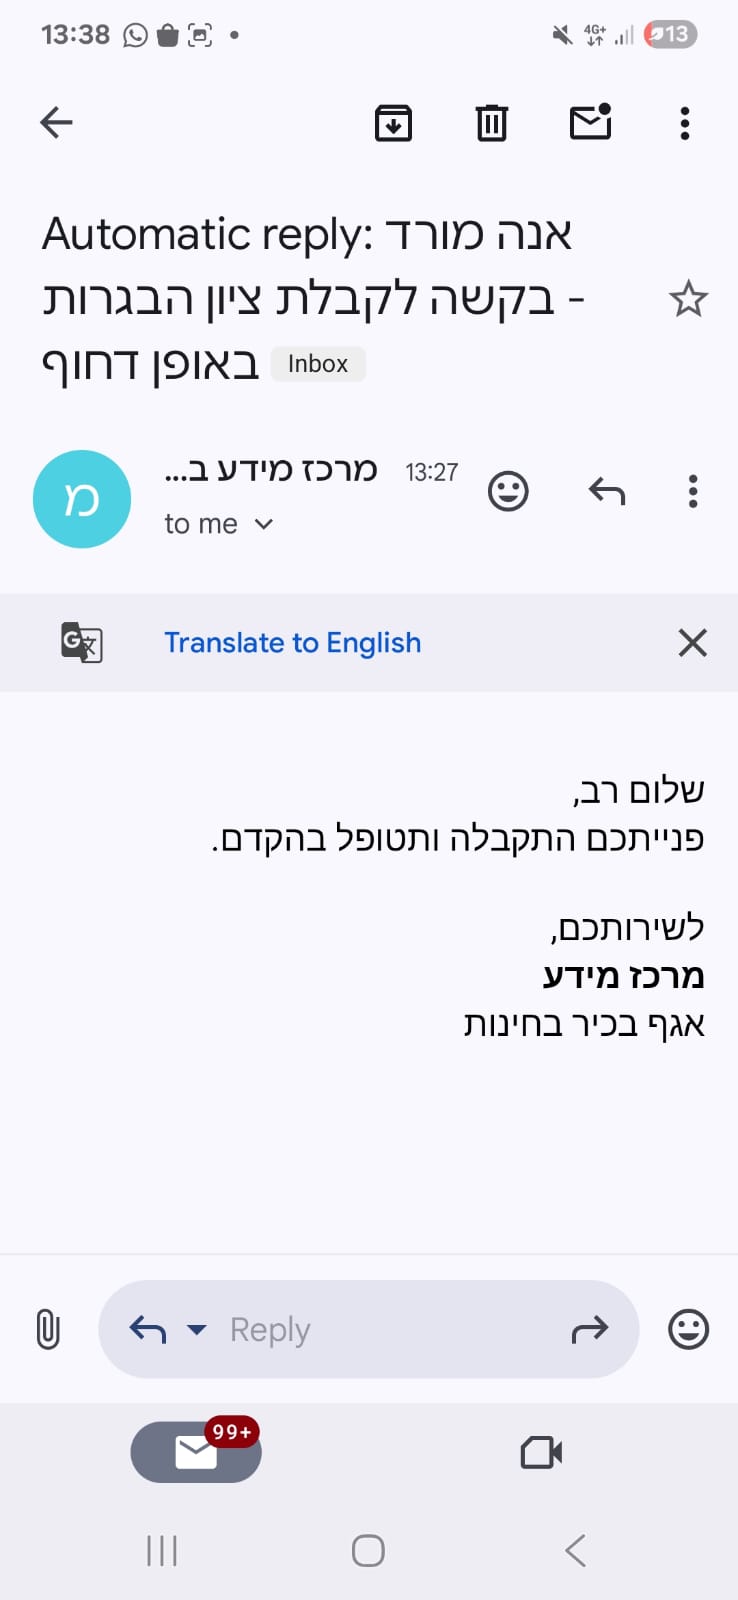 13:38
4G+
13
Automatic reply: אנה מורד
- בקשה לקבלת ציון הבגרות
באופן דחוף Inbox
מ
מרכז מידע ב... 13:27
to me
Translate to English
שלום רב,
פנייתכם התקבלה ותטופל בהקדם.
לשירותכם,
מרכז מידע
אגף בכיר בחינות
Reply
99+